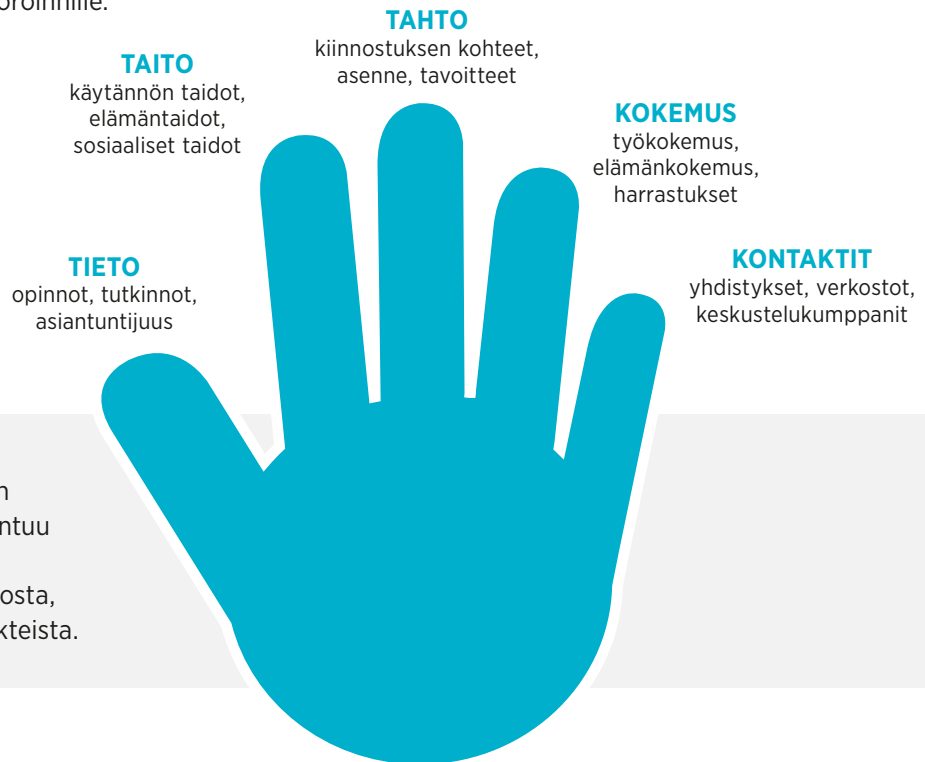 TAHTO
kiinnostuksen kohteet,
asenne, tavoitteet
TAITO
käytännön taidot,
elämäntaidot,
sosiaaliset taidot
KOKEMUS
työkokemus,
elämänkokemus,
harrastukset
TIETO
opinnot, tutkinnot,
asiantuntijuus
KONTAKTIT
yhdistykset, verkostot,
keskustelukumppanit
ntuu
osta,
kteista.